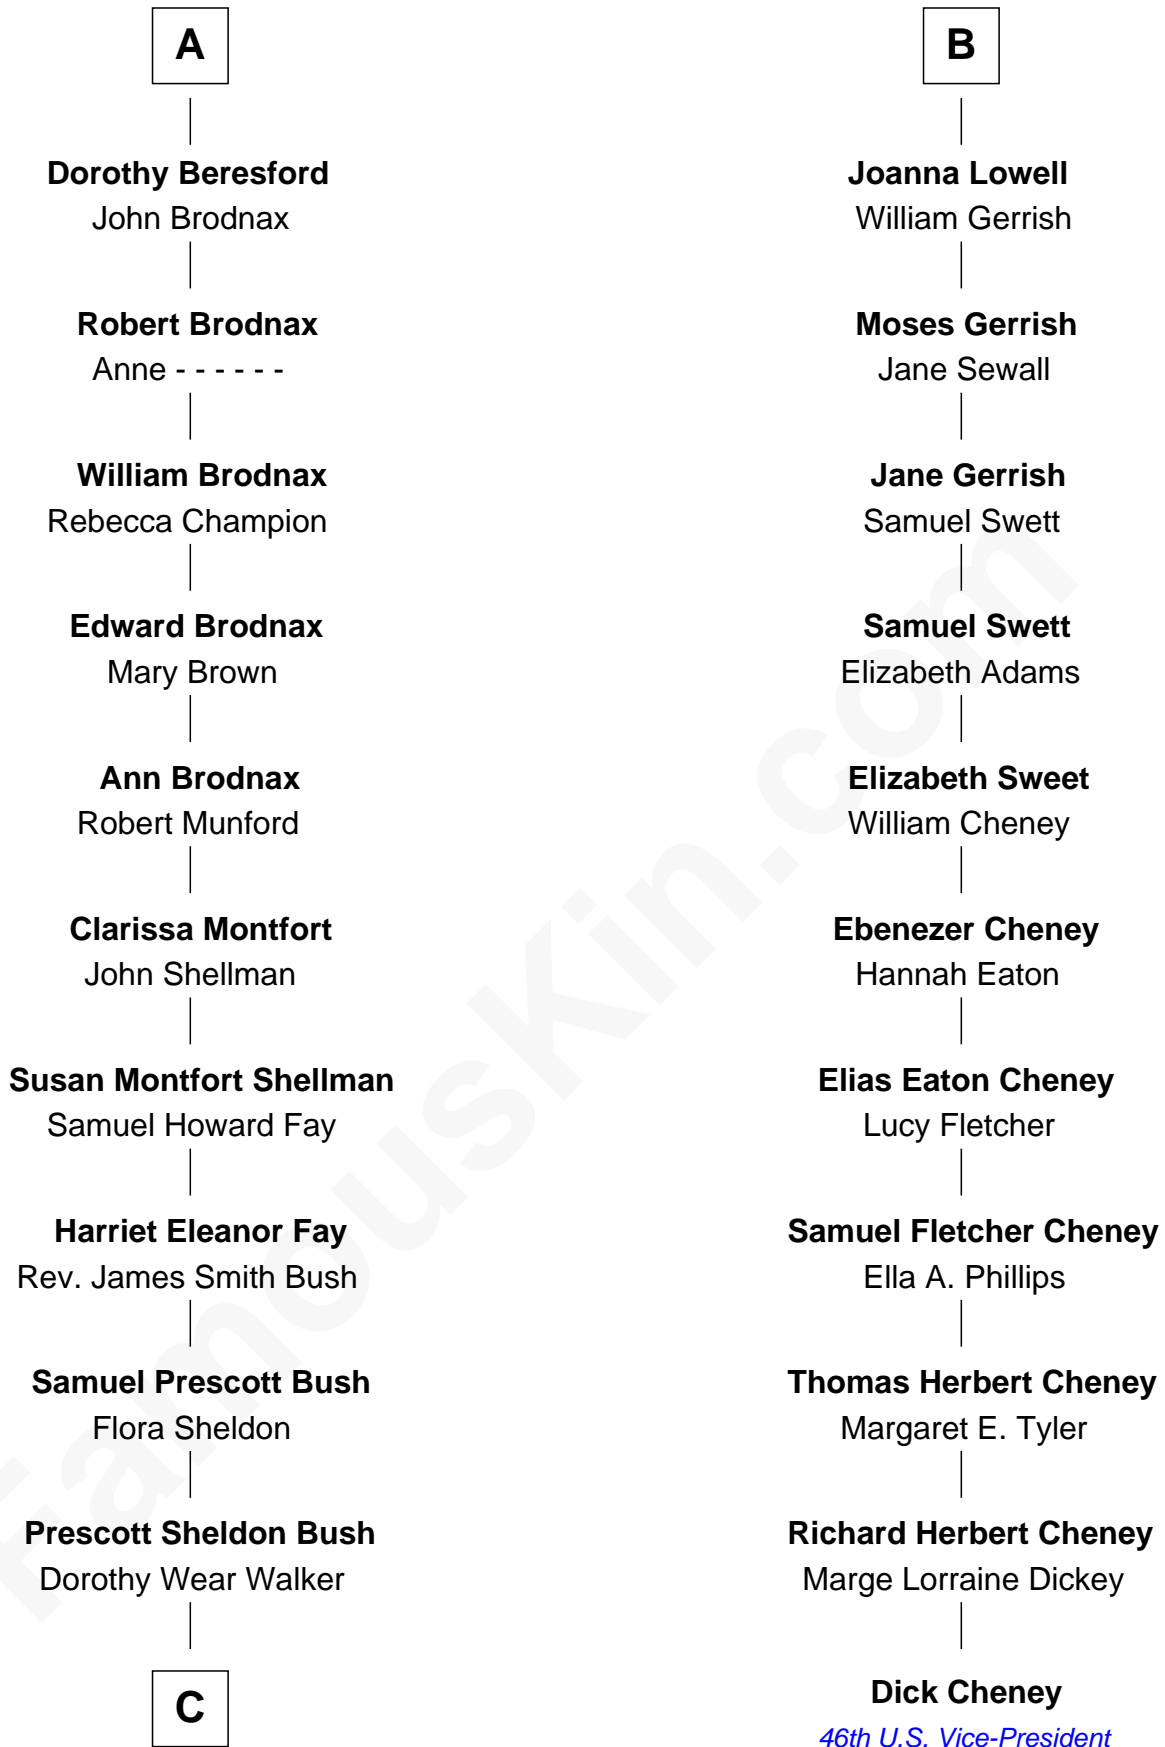 A
Dorothy Beresford
John Brodnax
Robert Brodnax
Anne - - - - - -
William Brodnax
Rebecca Champion
Edward Brodnax
Mary Brown
Ann Brodnax
Robert Munford
Clarissa Montfort
John Shellman
Susan Montfort Shellman
Samuel Howard Fay
Harriet Eleanor Fay
Rev. James Smith Bush
Samuel Prescott Bush
Flora Sheldon
Prescott Sheldon Bush
Dorothy Wear Walker
C
B
Joanna Lowell
William Gerrish
Moses Gerrish
Jane Sewall
Jane Gerrish
Samuel Swett
Samuel Swett
Elizabeth Adams
Elizabeth Sweet
William Cheney
Ebenezer Cheney
Hannah Eaton
Elias Eaton Cheney
Lucy Fletcher
Samuel Fletcher Cheney
Ella A. Phillips
Thomas Herbert Cheney
Margaret E. Tyler
Richard Herbert Cheney
Marge Lorraine Dickey
Dick Cheney
46th U.S. Vice-President
FamousKin.com